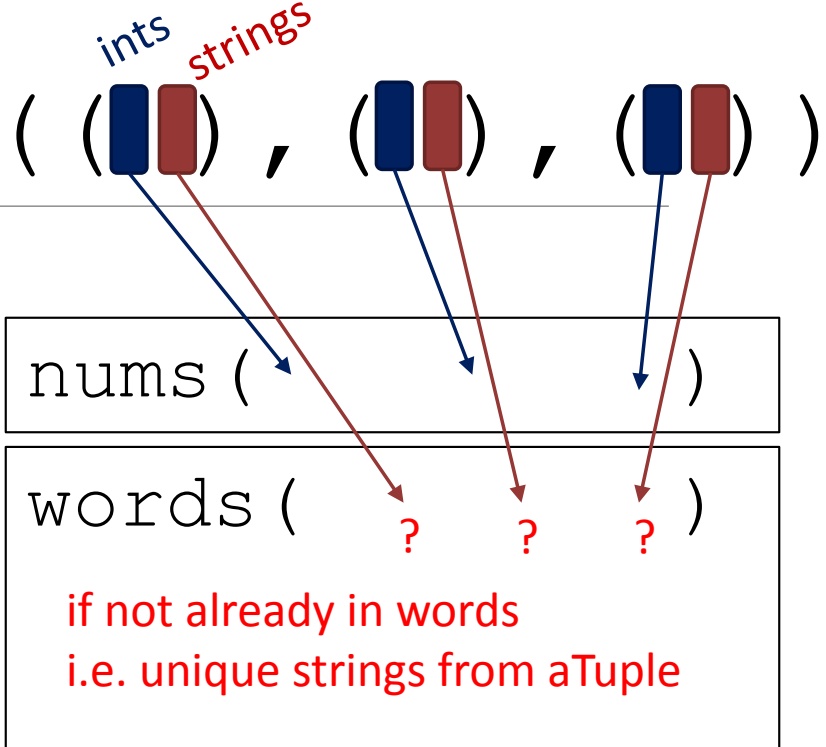 ints strings
( ( ) , ( ) , ( ) )
nums( )
words( )
? ? ?
if not already in words
i.e. unique strings from aTuple